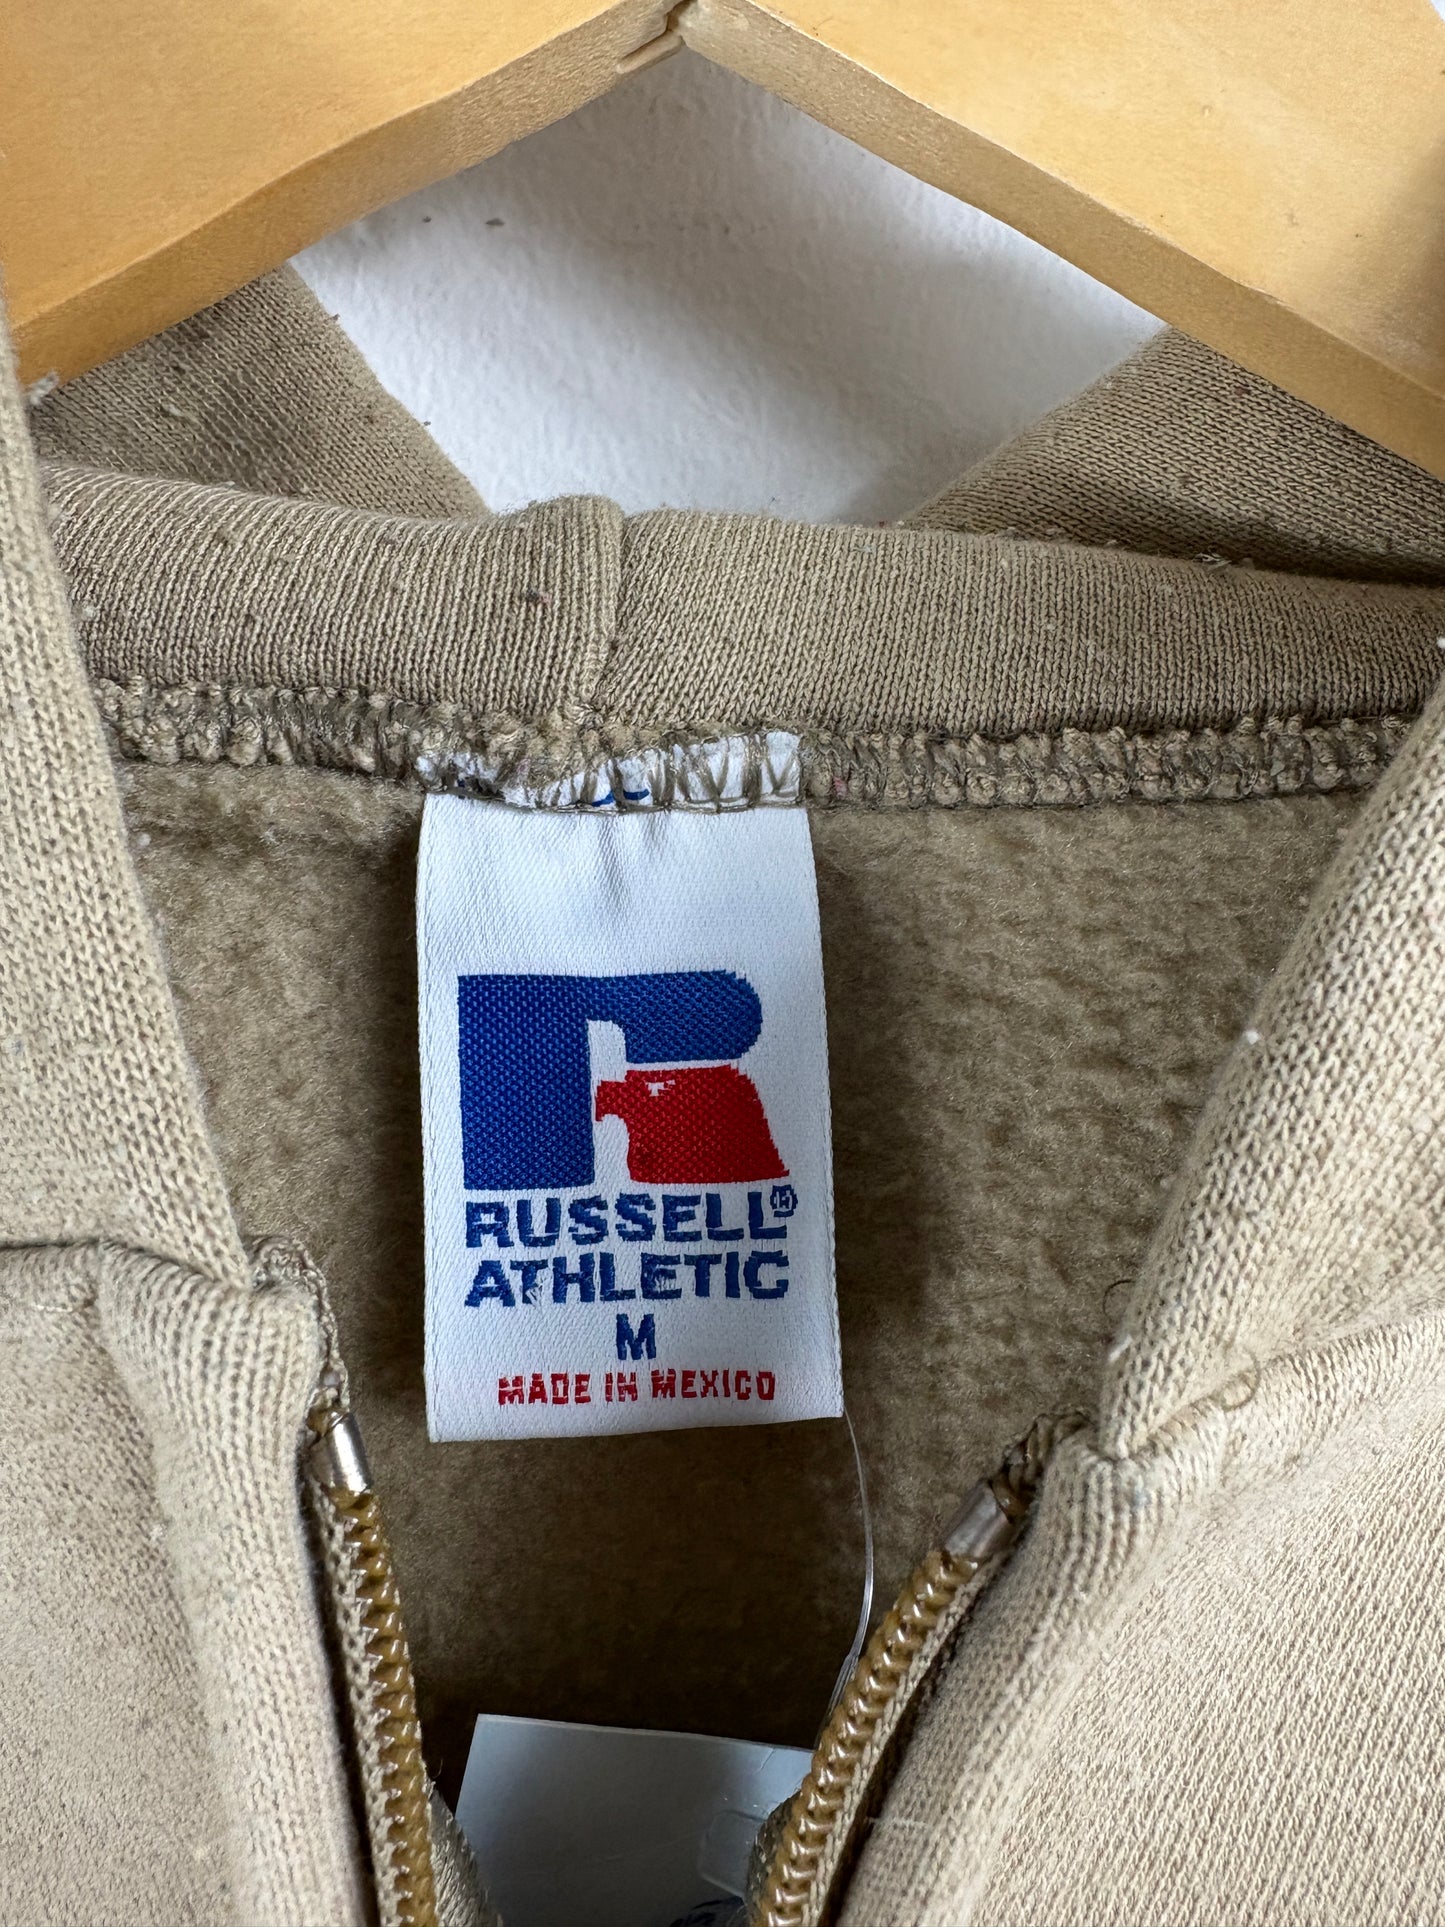 R
RUSSELL®
ATHLETIC
M
MADE IN MEXICO